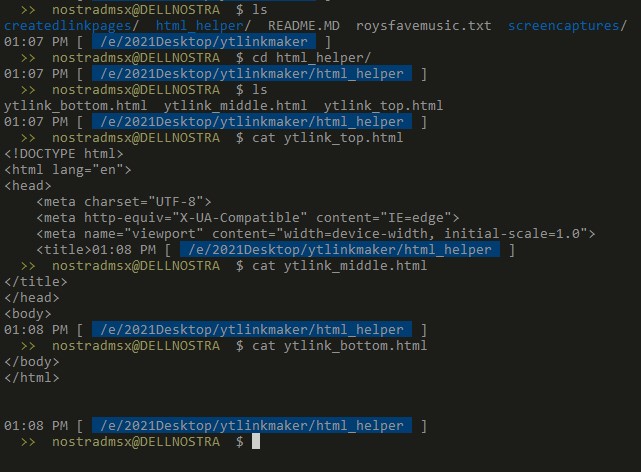 >> nostradmsx@DELLNOSTRA $ ls
createdlinkpages/ html_helper/ README.MD roysfavemusic.txt screencaptures/
01:07 PM [ /e/2021Desktop/ytlinkmaker ]
>> nostradmsx@DELLNOSTRA $ cd html_helper/
01:07 PM [ /e/2021Desktop/ytlinkmaker/html_helper ]
>> nostradmsx@DELLNOSTRA $ ls
ytlink_bottom.html ytlink_middle.html ytlink_top.html
01:07 PM [ /e/2021Desktop/ytlinkmaker/html_helper ]
>> nostradmsx@DELLNOSTRA $ cat ytlink_top.html
<!DOCTYPE html>
<html lang="en">
<head>
    <meta charset="UTF-8">
    <meta http-equiv="X-UA-Compatible" content="IE=edge">
    <meta name="viewport" content="width=device-width, initial-scale=1.0">
    <title>01:08 PM [ /e/2021Desktop/ytlinkmaker/html_helper ]
>> nostradmsx@DELLNOSTRA $ cat ytlink_middle.html
</title>
</head>
<body>
01:08 PM [ /e/2021Desktop/ytlinkmaker/html_helper ]
>> nostradmsx@DELLNOSTRA $ cat ytlink_bottom.html
</body>
</html>
01:08 PM [ /e/2021Desktop/ytlinkmaker/html_helper ]
>> nostradmsx@DELLNOSTRA $